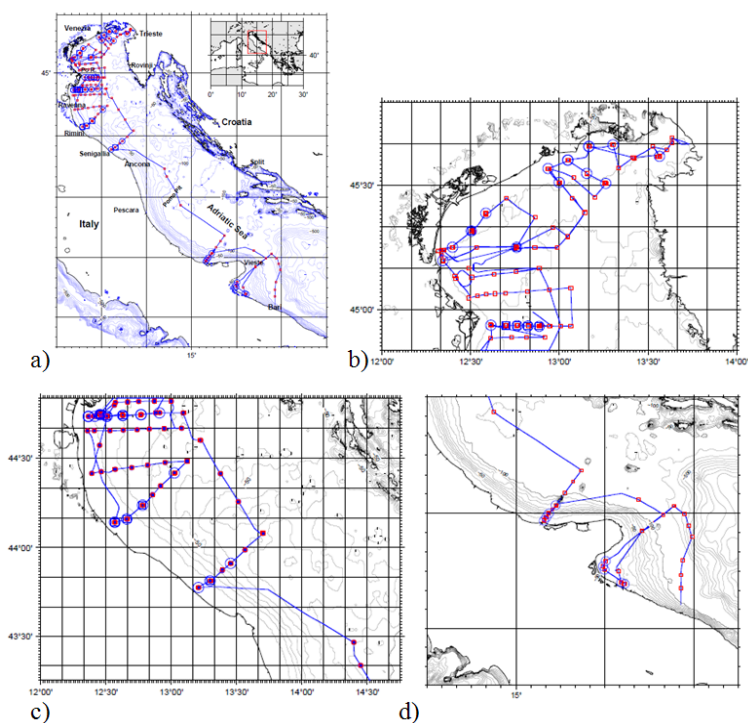 a)
Venezia
Trieste
45°
Rovinj
Ravenna
Rimini
Croatia
Senigallia
Ancona
Split
Pescara
Pomo Pit
Adriatic Sea
Italy
Vieste
Bari
15°
40°
0° 10° 20° 30°
b)
45°30'
45°00'
12°00' 12°30' 13°00' 13°30' 14°00'
c)
44°30'
44°00'
43°30'
12°00' 12°30' 13°00' 13°30' 14°00' 14°30'
d)
15°